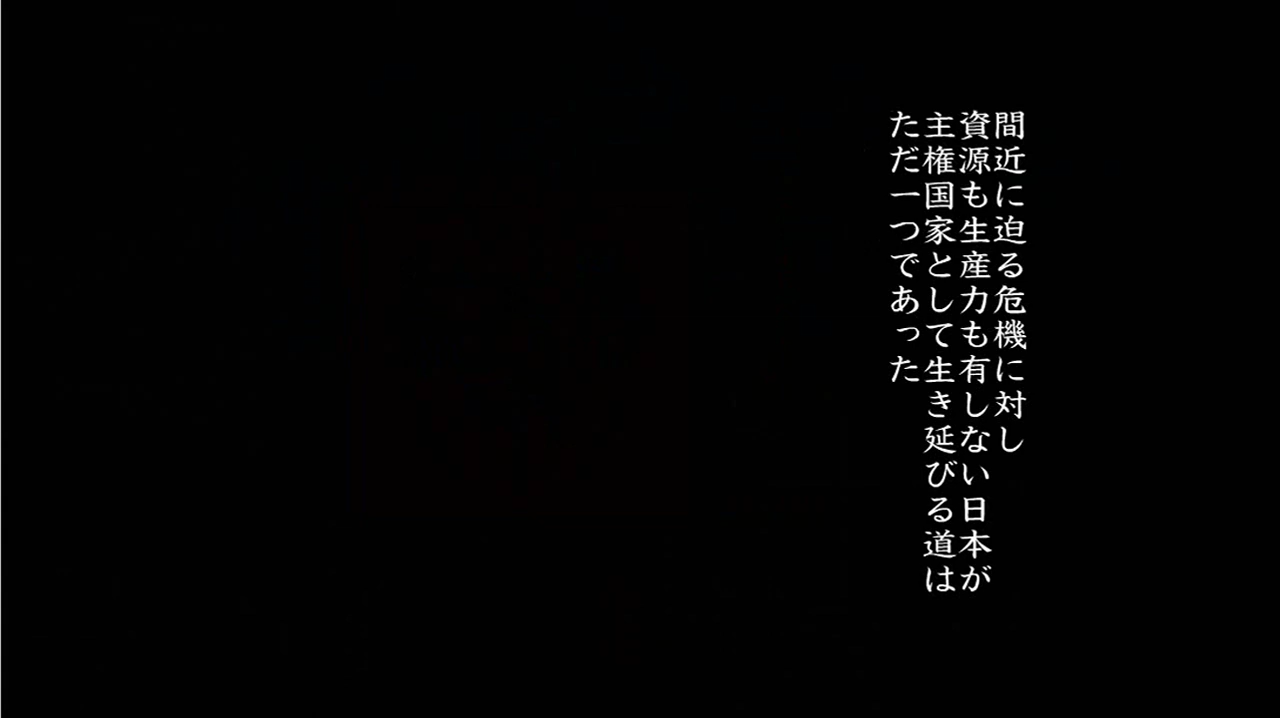 間近に迫る危機に対し
資源も生産力も有しない日本が
主権国家として生き延びる道は
ただ一つであった